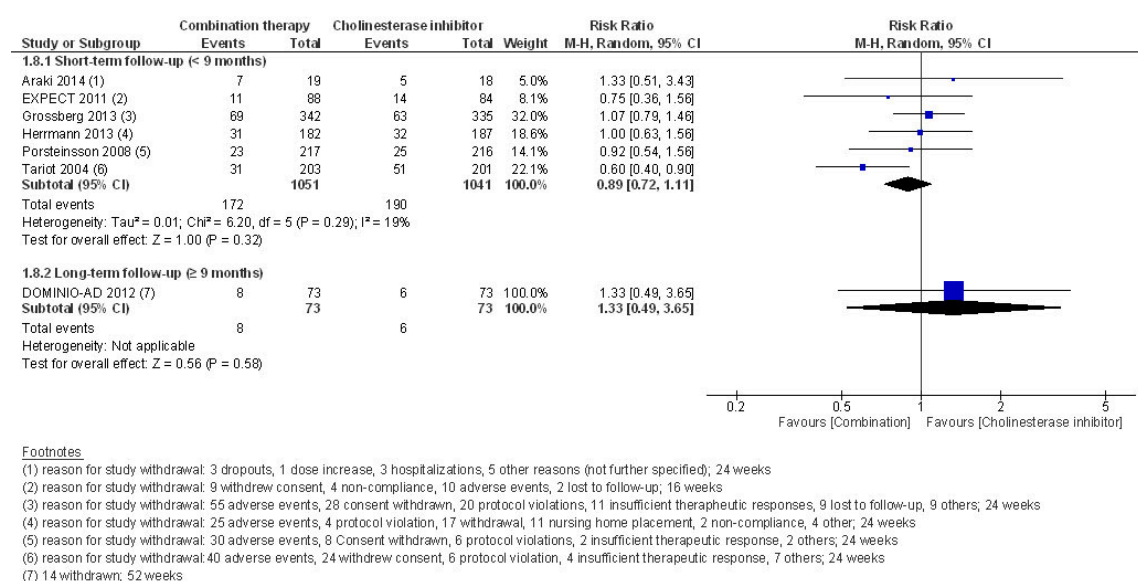 Combination therapy Cholinesterase inhibitor Risk Ratio Risk Ratio
Study or Subgroup Events Total Events Total Weight M-H, Random, 95% CI M-H, Random, 95% CI
1.8.1 Short-term follow-up (< 9 months)
Araki 2014 (1) 7 19 5 18 5.0% 1.33 [0.51, 3.43]
EXPECT 2011 (2) 11 88 14 84 8.1% 0.75 [0.36, 1.56]
Grossberg 2013 (3) 69 342 63 335 32.0% 1.07 [0.79, 1.46]
Herrmann 2013 (4) 31 182 32 187 18.6% 1.00 [0.63, 1.56]
Porsteinsson 2008 (5) 23 217 25 216 14.1% 0.92 [0.54, 1.56]
Tariot 2004 (6) 31 203 51 201 22.1% 0.60 [0.40, 0.90]
Subtotal (95% CI) 1051 1041 100.0% 0.89 [0.72, 1.11]
Total events 172 190
Heterogeneity: Tau² = 0.01; Chi² = 6.20, df = 5 (P = 0.29); I² = 19%
Test for overall effect: Z = 1.00 (P = 0.32)
1.8.2 Long-term follow-up (≥ 9 months)
DOMINIO-AD 2012 (7) 8 73 6 73 100.0% 1.33 [0.49, 3.65]
Subtotal (95% CI) 73 73 100.0% 1.33 [0.49, 3.65]
Total events 8 6
Heterogeneity: Not applicable
Test for overall effect: Z = 0.56 (P = 0.58)
0.2 0.5 1 2 5
Favours [Combination] Favours [Cholinesterase inhibitor]
Footnotes
(1) reason for study withdrawal: 3 dropouts, 1 dose increase, 3 hospitalizations, 5 other reasons (not further specified); 24 weeks
(2) reason for study withdrawal: 9 withdrew consent, 4 non-compliance, 10 adverse events, 2 lost to follow-up; 16 weeks
(3) reason for study withdrawal: 55 adverse events, 28 consent withdrawn, 20 protocol violations, 11 insufficient therapheutic responses, 9 lost to follow-up, 9 others; 24 weeks
(4) reason for study withdrawal: 25 adverse events, 4 protocol violation, 17 withdrawal, 11 nursing home placement, 2 non-compliance, 4 other; 24 weeks
(5) reason for study withdrawal: 30 adverse events, 8 Consent withdrawn, 6 protocol violations, 2 insufficient therapeutic response, 2 others; 24 weeks
(6) reason for study withdrawal:40 adverse events, 24 withdrew consent, 6 protocol violation, 4 insufficient therapeutic response, 7 others; 24 weeks
(7) 14 withdrawn; 52 weeks